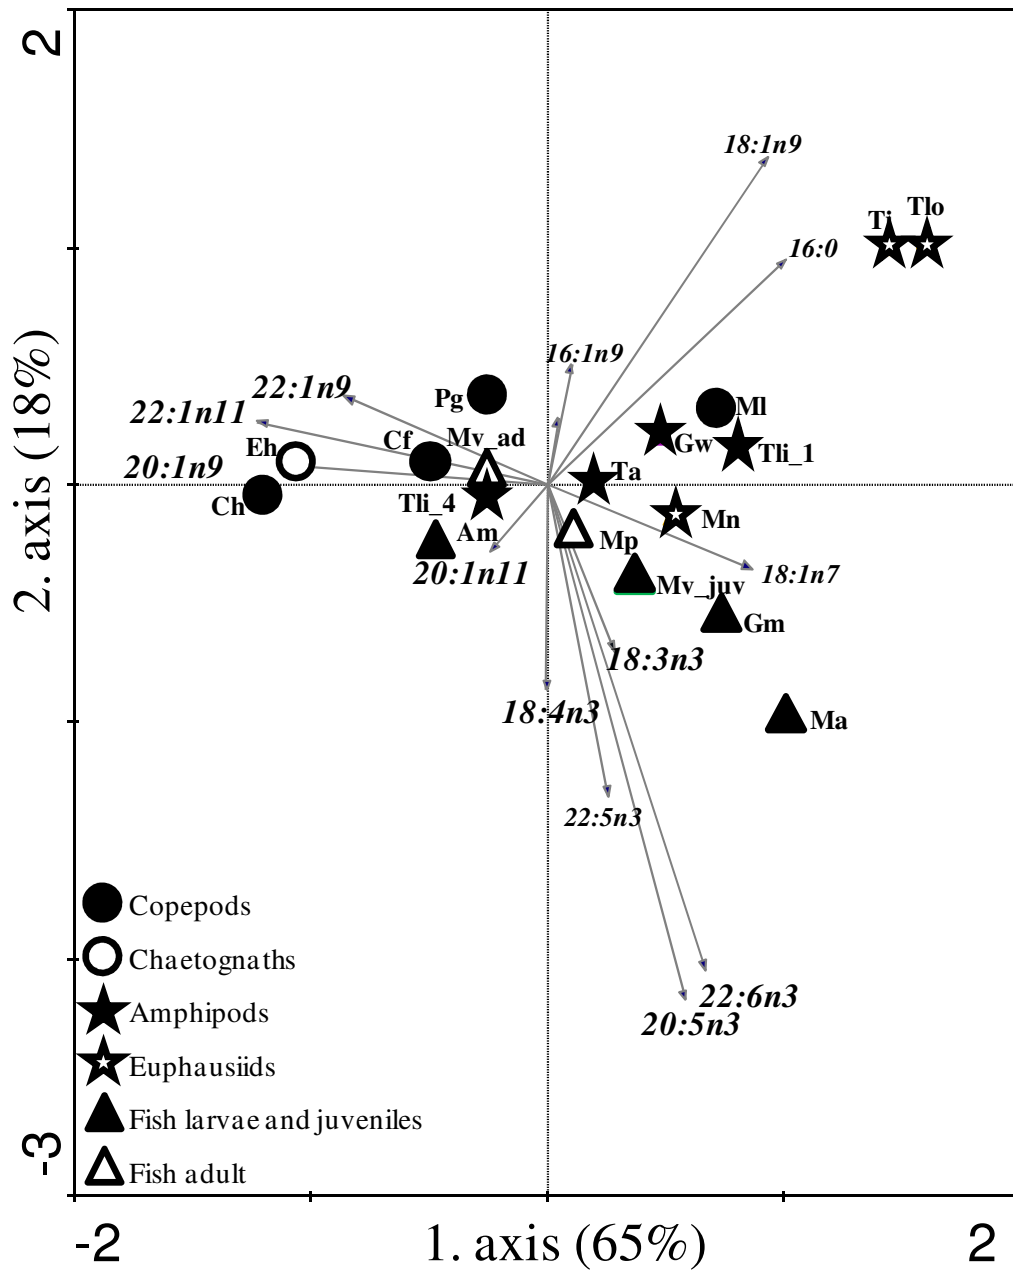 2
18:1n9
Ti
Tlo
16:0
16:1n9
22:1n9
22:1n11
Pg
Ml
Eh
Cf
Mv_ad
Gw
Tli_1
20:1n9
Ta
Ch
Tli_4
Am
Mn
Mp
20:1n11
18:1n7
Mv_juv
Gm
18:3n3
18:4n3
Ma
22:5n3
22:6n3
20:5n3
2. axis (18%)
Copepods
Chaetognaths
Amphipods
Euphausiids
Fish larvae and juveniles
Fish adult
-3
-2
1. axis (65%)
2